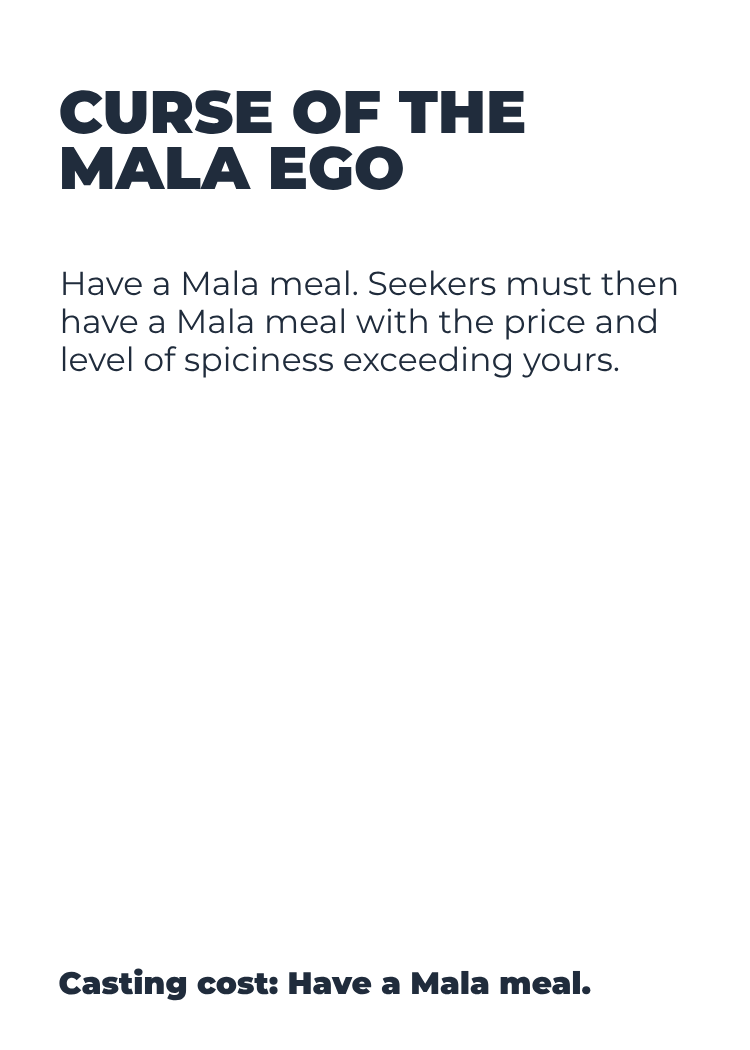 CURSE OF THE
MALA EGO
Have a Mala meal. Seekers must then
have a Mala meal with the price and
level of spiciness exceeding yours.
Casting cost: Have a Mala meal.